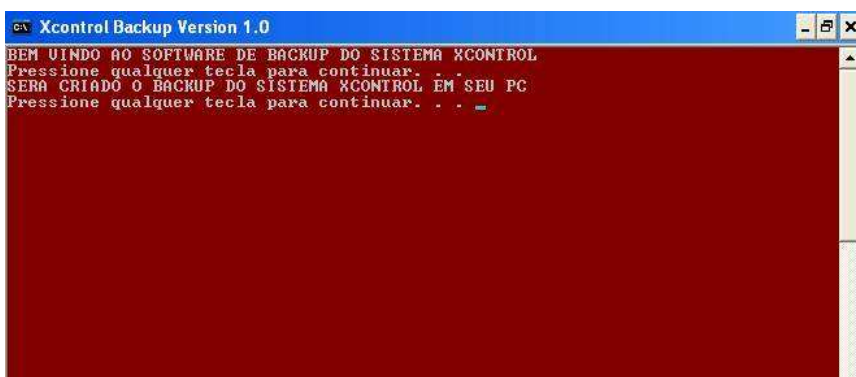 Xcontrol Backup Version 1.0
BEM VINDO AO SOFTWARE DE BACKUP DO SISTEMA XCONTROL
Pressione qualquer tecla para continuar. . .
SERA CRIADO O BACKUP DO SISTEMA XCONTROL EM SEU PC
Pressione qualquer tecla para continuar. . .